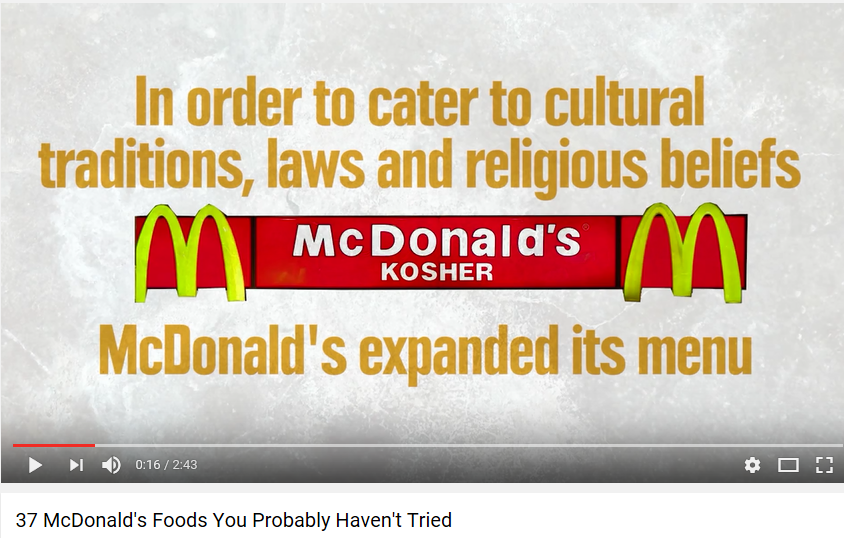 In order to cater to cultural
traditions, laws and religious beliefs
McDonald's
KOSHER
McDonald's expanded its menu
0:16 / 2:43
37 McDonald's Foods You Probably Haven't Tried